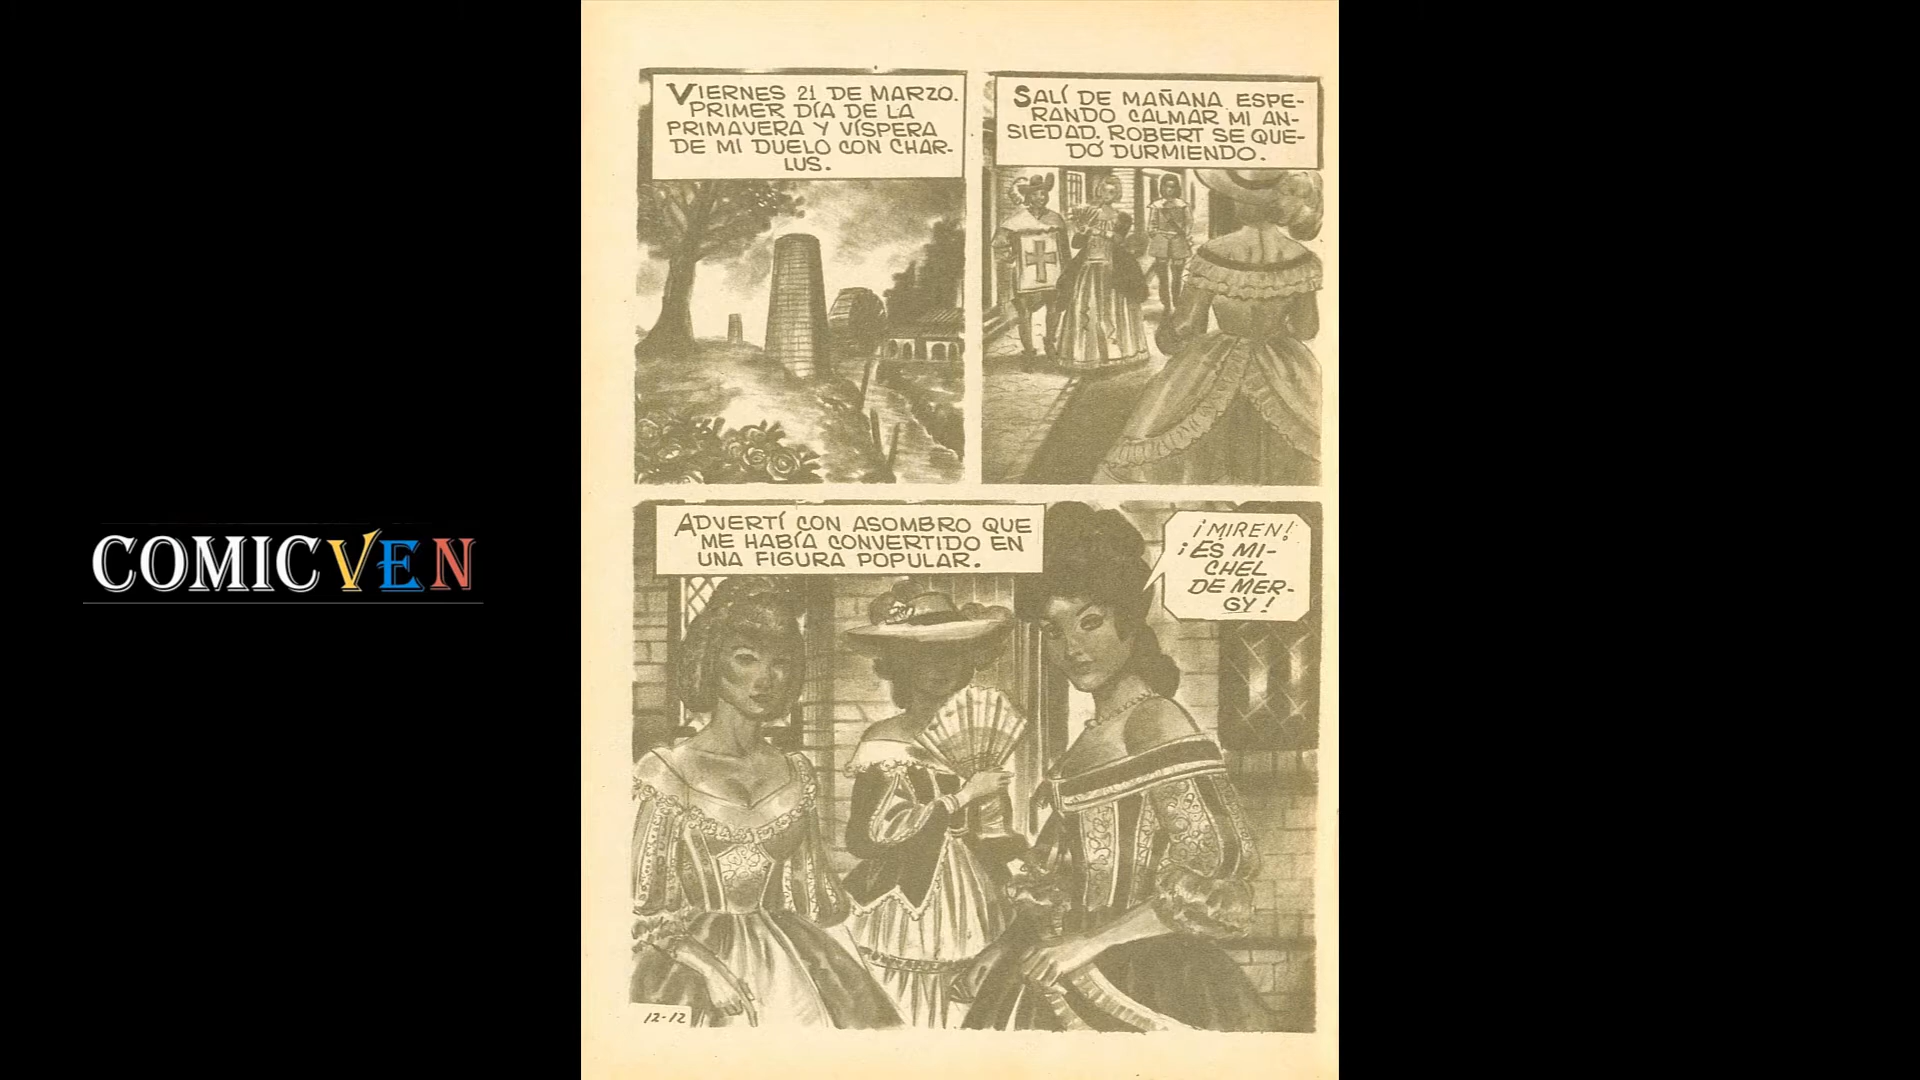 COMICVEN
VIERNES 21 DE MARZO.
PRIMER DÍA DE LA
PRIMAVERA Y VÍSPERA
DE MI DUELO CON CHAR-
LUS.
SALÍ DE MAÑANA ESPE-
RANDO CALMAR MI AN-
SIEDAD. ROBERT SE QUE-
DÓ DURMIENDO.
ADVERTÍ CON ASOMBRO QUE
ME HABÍA CONVERTIDO EN
UNA FIGURA POPULAR.
¡MIREN!
¡ES MI-
CHEL
DE MER-
GY!
12-12